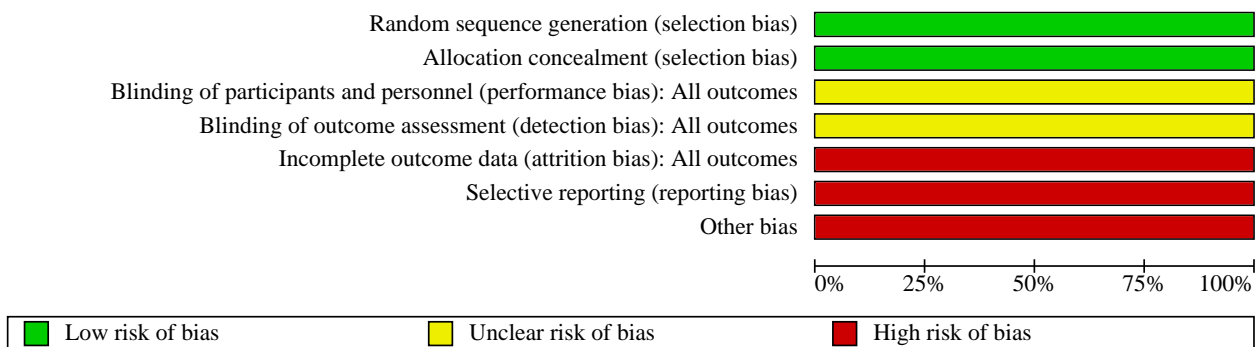 Random sequence generation (selection bias)
Allocation concealment (selection bias)
Blinding of participants and personnel (performance bias): All outcomes
Blinding of outcome assessment (detection bias): All outcomes
Incomplete outcome data (attrition bias): All outcomes
Selective reporting (reporting bias)
Other bias
0% 25% 50% 75% 100%
Low risk of bias Unclear risk of bias High risk of bias